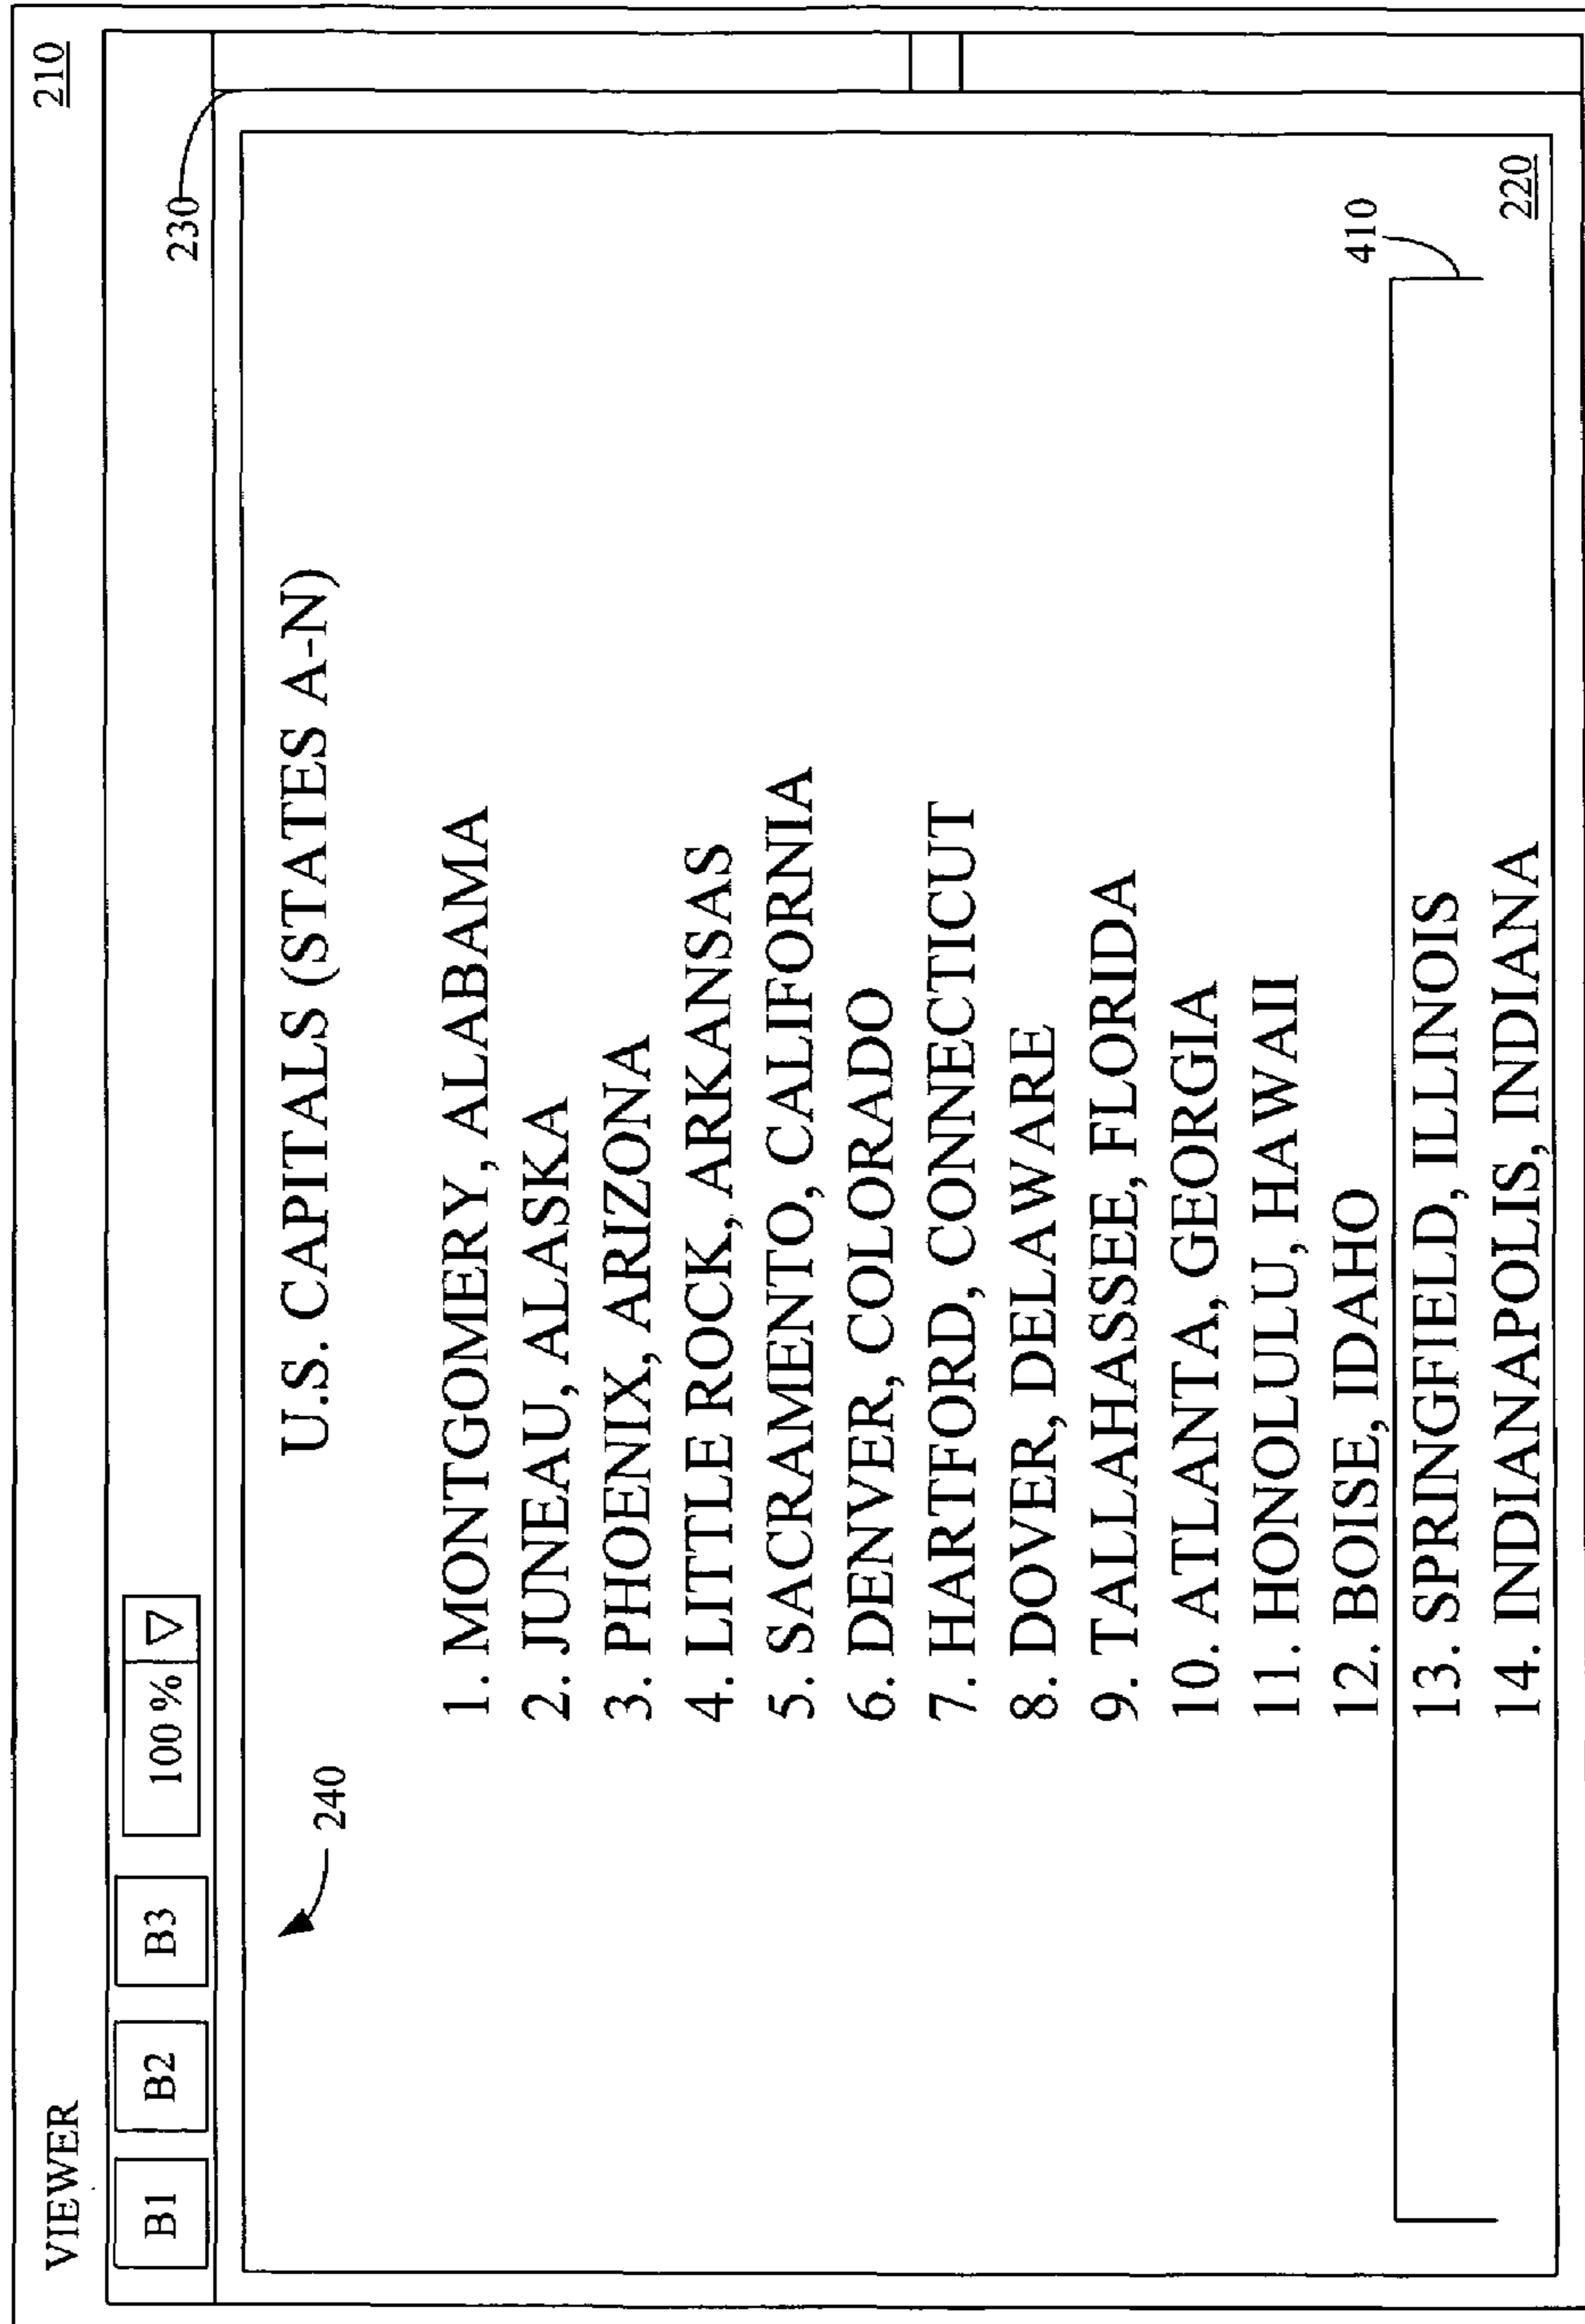 VIEWER
210
B1 B2 B3 100 %
230
240
U.S. CAPITALS (STATES A-N)
1. MONTGOMERY, ALABAMA
2. JUNEAU, ALASKA
3. PHOENIX, ARIZONA
4. LITTLE ROCK, ARKANSAS
5. SACRAMENTO, CALIFORNIA
6. DENVER, COLORADO
7. HARTFORD, CONNECTICUT
8. DOVER, DELAWARE
9. TALLAHASSEE, FLORIDA
10. ATLANTA, GEORGIA
11. HONOLULU, HAWAII
12. BOISE, IDAHO
410
13. SPRINGFIELD, ILLINOIS
14. INDIANAPOLIS, INDIANA
220